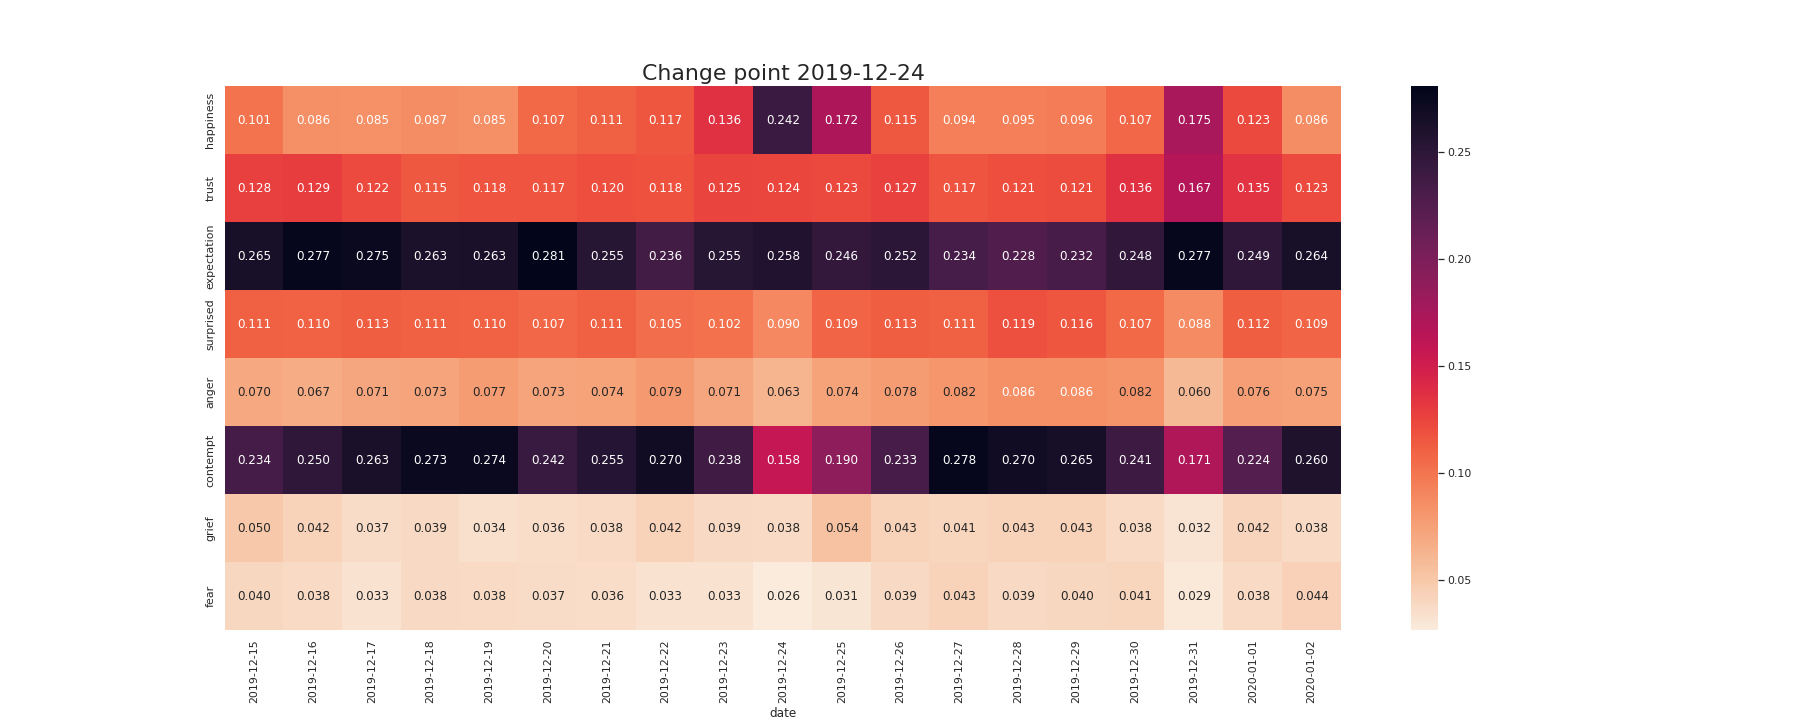 Change point 2019-12-24
happiness 0.101 0.086 0.085 0.087 0.085 0.107 0.111 0.117 0.136 0.242 0.172 0.115 0.094 0.095 0.096 0.107 0.175 0.123 0.086
trust 0.128 0.129 0.122 0.115 0.118 0.117 0.120 0.118 0.125 0.124 0.123 0.127 0.117 0.121 0.121 0.136 0.167 0.135 0.123
expectation 0.265 0.277 0.275 0.263 0.263 0.281 0.255 0.236 0.255 0.258 0.246 0.252 0.234 0.228 0.232 0.248 0.277 0.249 0.264
surprised 0.111 0.110 0.113 0.111 0.110 0.107 0.111 0.105 0.102 0.090 0.109 0.113 0.111 0.119 0.116 0.107 0.088 0.112 0.109
anger 0.070 0.067 0.071 0.073 0.077 0.073 0.074 0.079 0.071 0.063 0.074 0.078 0.082 0.086 0.086 0.082 0.060 0.076 0.075
contempt 0.234 0.250 0.263 0.273 0.274 0.242 0.255 0.270 0.238 0.158 0.190 0.233 0.278 0.270 0.265 0.241 0.171 0.224 0.260
grief 0.050 0.042 0.037 0.039 0.034 0.036 0.038 0.042 0.039 0.038 0.054 0.043 0.041 0.043 0.043 0.038 0.032 0.042 0.038
fear 0.040 0.038 0.033 0.038 0.038 0.037 0.036 0.033 0.033 0.026 0.031 0.039 0.043 0.039 0.040 0.041 0.029 0.038 0.044
2019-12-15 2019-12-16 2019-12-17 2019-12-18 2019-12-19 2019-12-20 2019-12-21 2019-12-22 2019-12-23 2019-12-24 2019-12-25 2019-12-26 2019-12-27 2019-12-28 2019-12-29 2019-12-30 2019-12-31 2020-01-01 2020-01-02
date
0.25
0.20
0.15
0.10
0.05